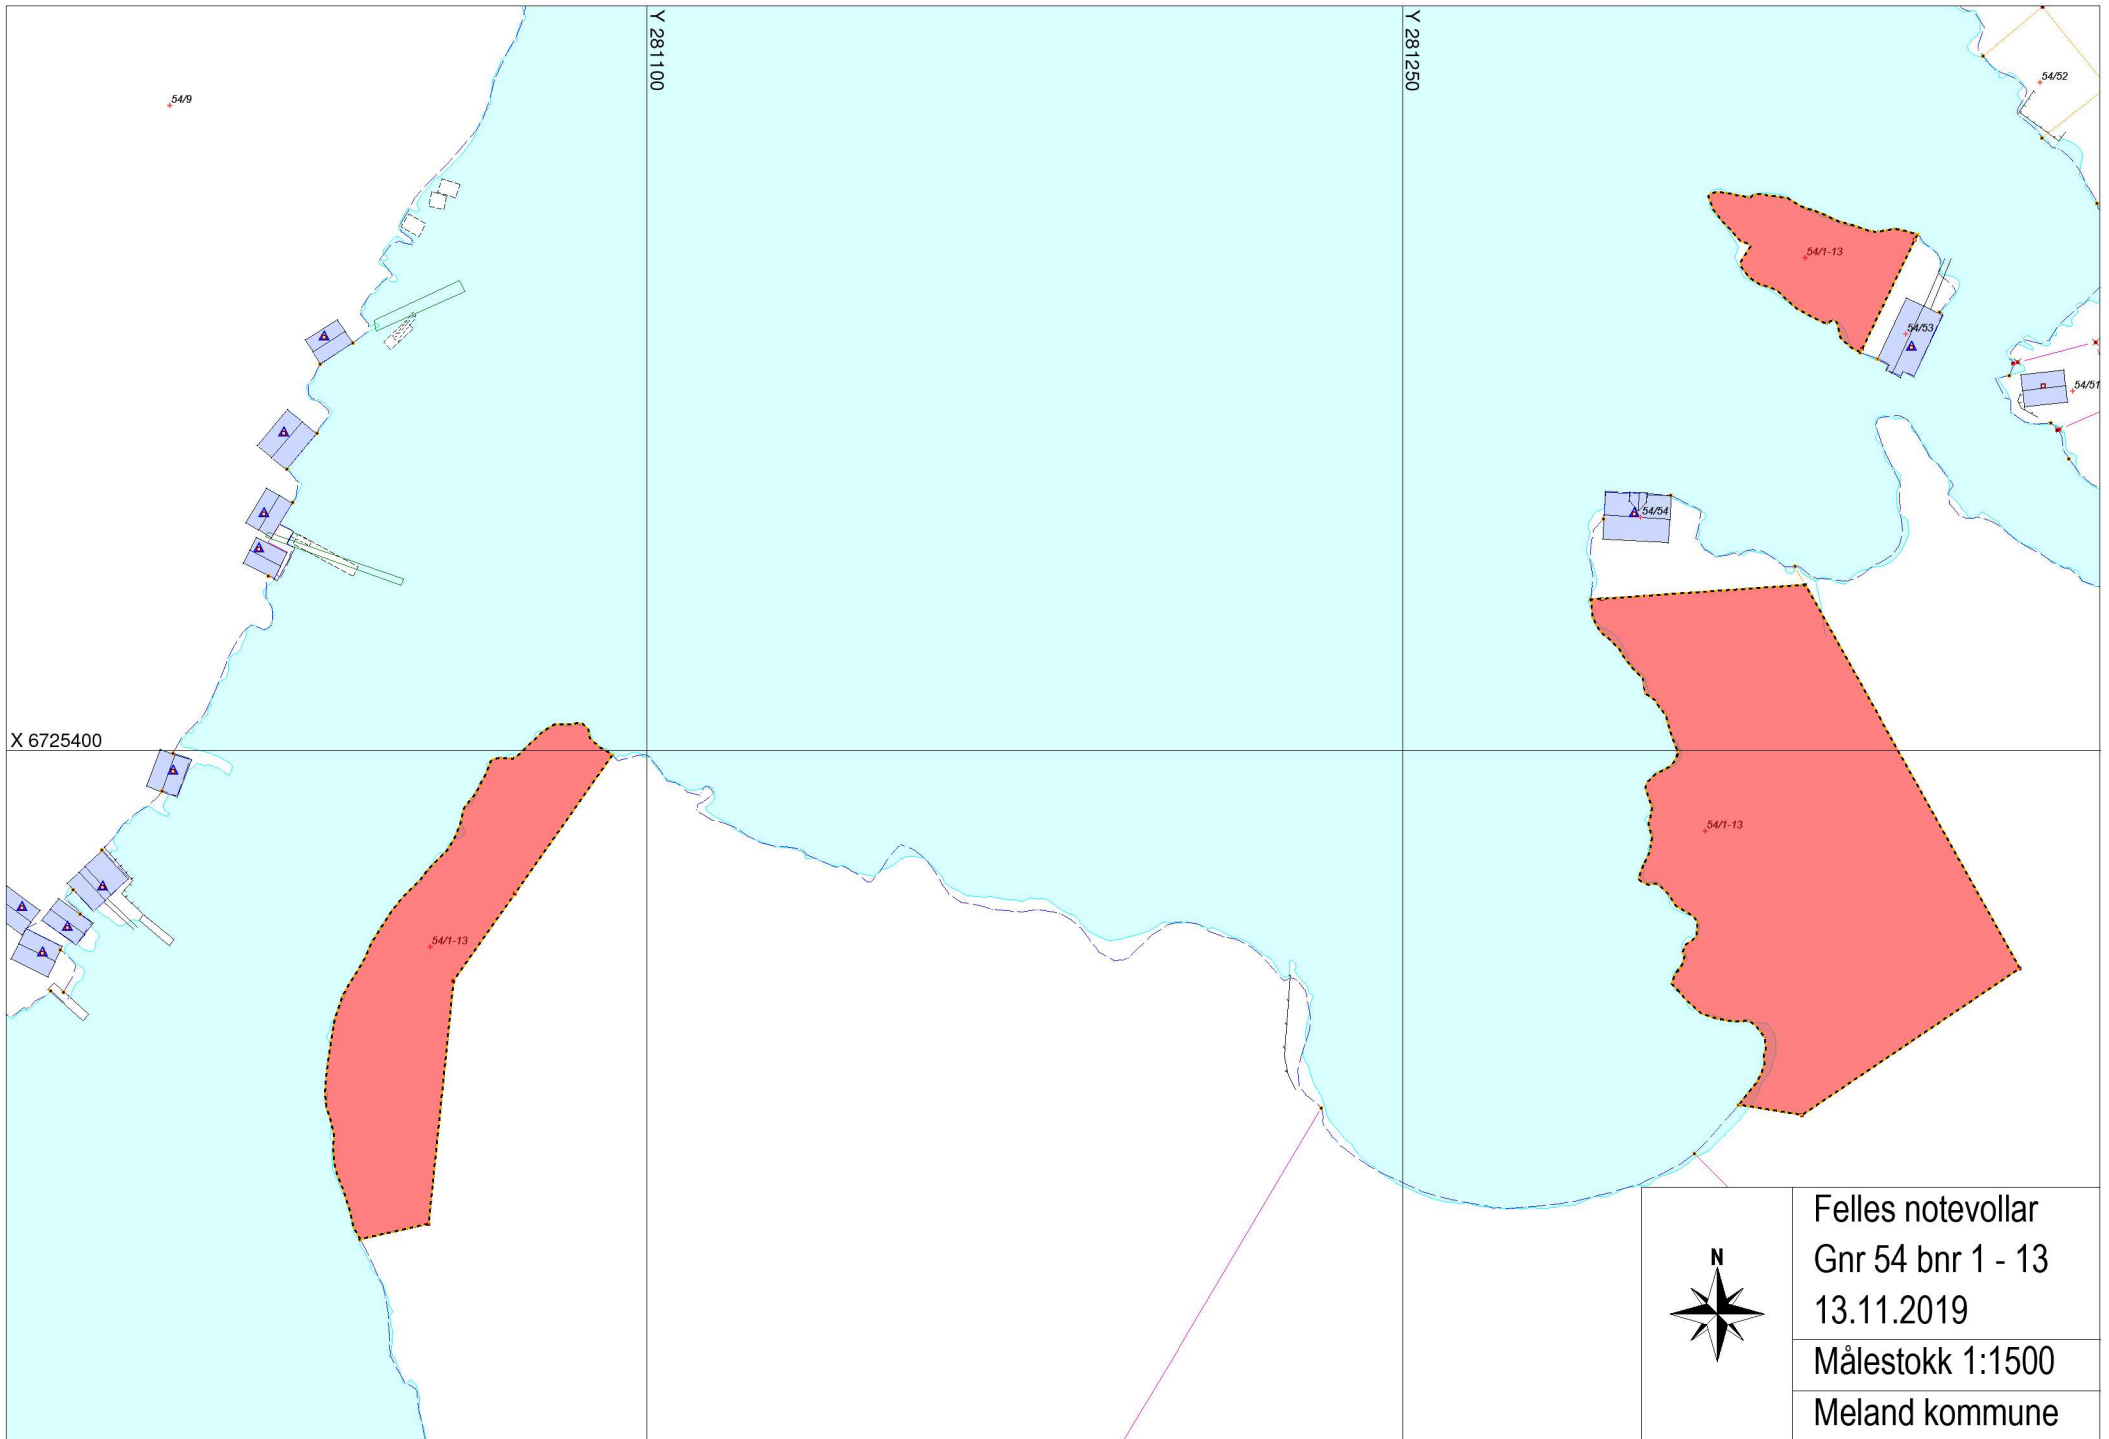 Y 281100
Y 281250
54/52
54/9
54/1-13
54/53
54/51
54/54
X 6725400
54/1-13
54/1-13
N
Felles notevollar
Gnr 54 bnr 1 - 13
13.11.2019
Målestokk 1:1500
Meland kommune